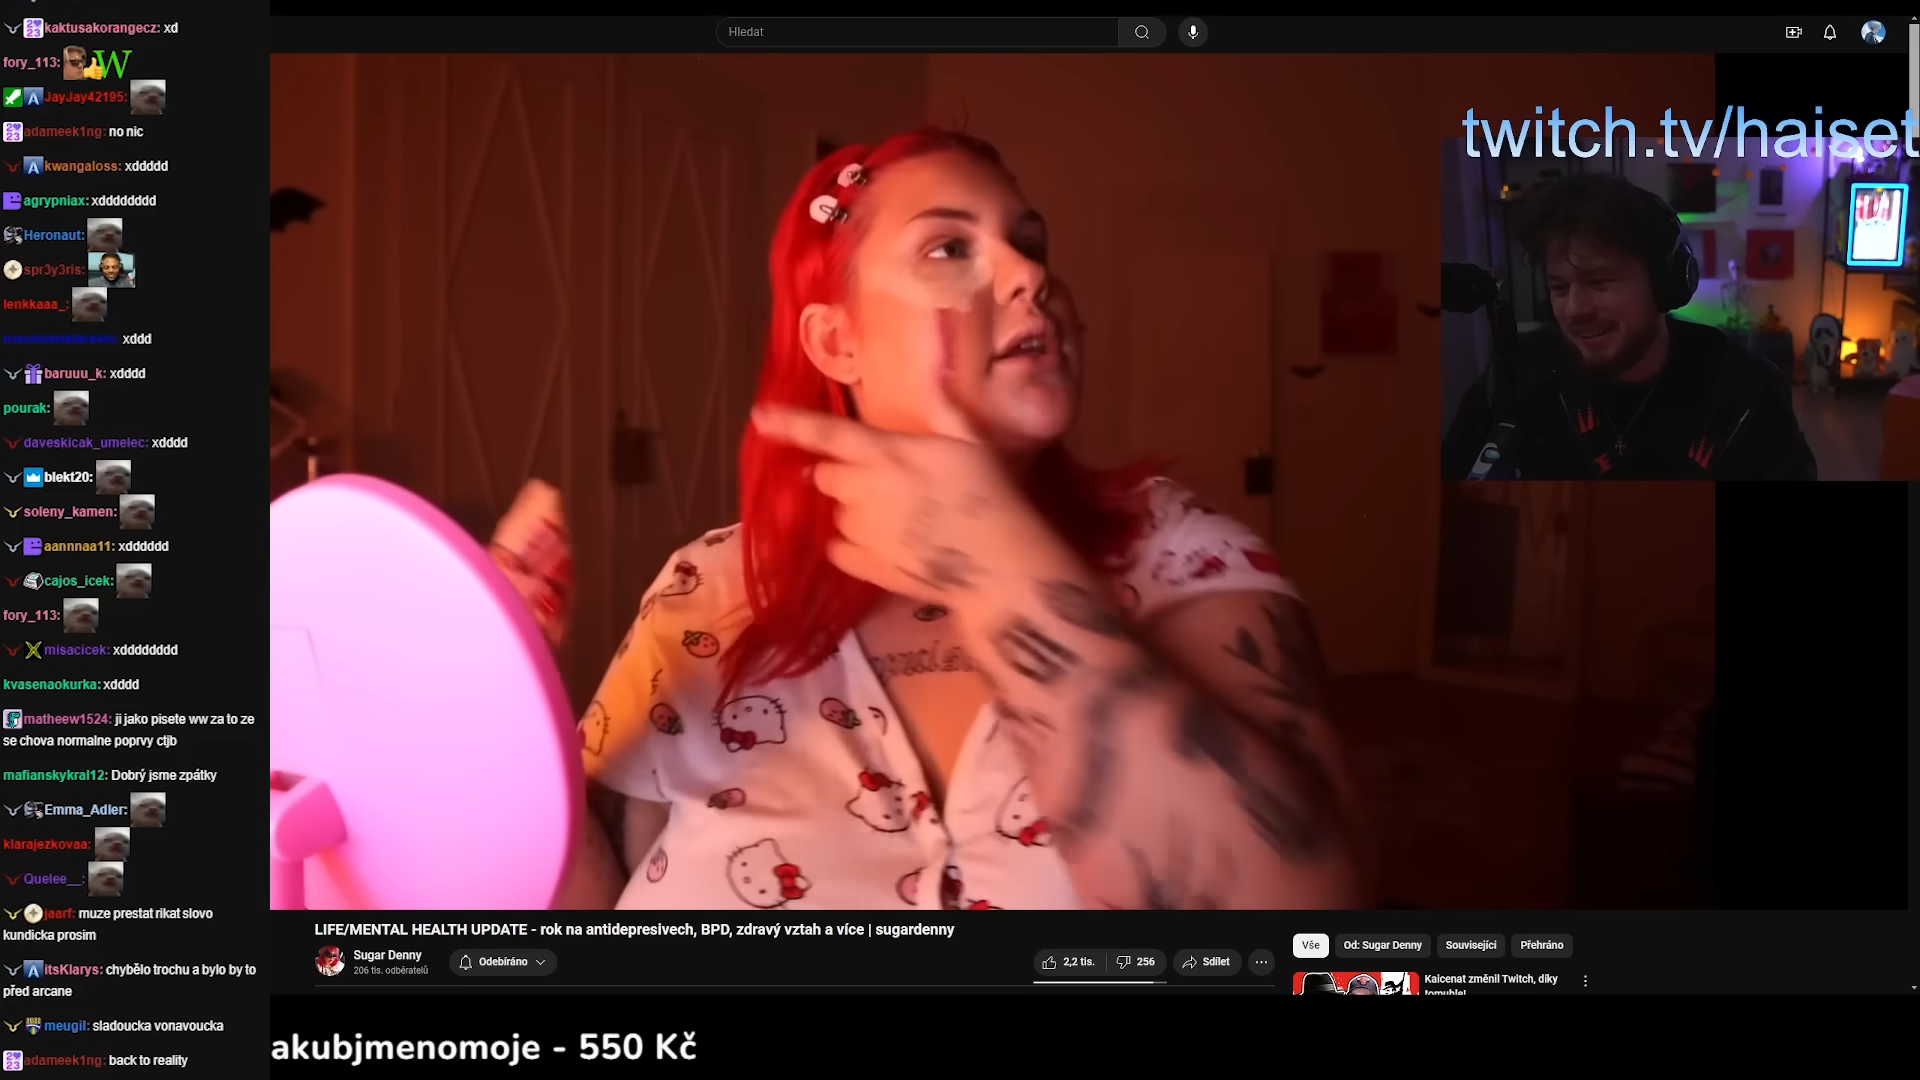 kaktusakorangecz: xd
fory_113: W
JayJay42195:
adameek1ng: no nic
kwangaloss: xddddd
agrypniax: xdddddddd
Heronaut:
spr3y3ris:
lenkkaaa_:
xddd
baruuu_k: xdddd
pourak:
daveskicak_umelec: xdddd
blekt20:
soleny_kamen:
aannnaa11: xdddddd
cajos_icek:
fory_113:
misacicek: xdddddddd
kvasenaokurka: xdddd
matheew1524: ji jako pisete ww za to ze
se chova normalne poprvy ctjb
mafianskykral12: Dobrý jsme zpátky
Emma_Adler:
klarajezkovaa:
Quelee__:
jaarf: muze prestat rikat slovo
kundicka prosim
itsKlarys: chybělo trochu a bylo by to
před arcane
meugil: sladoucka vonavoucka
adameek1ng: back to reality
Hledat
twitch.tv/haiset
LIFE/MENTAL HEALTH UPDATE - rok na antidepresivech, BPD, zdravý vztah a více | sugardenny
Sugar Denny
206 tis. odběratelů
Odebíráno
2,2 tis.
256
Sdílet
Vše
Od: Sugar Denny
Související
Přehráno
Kaicenat změnil Twitch, díky
tomuhle!
akubjmenomoje - 550 Kč